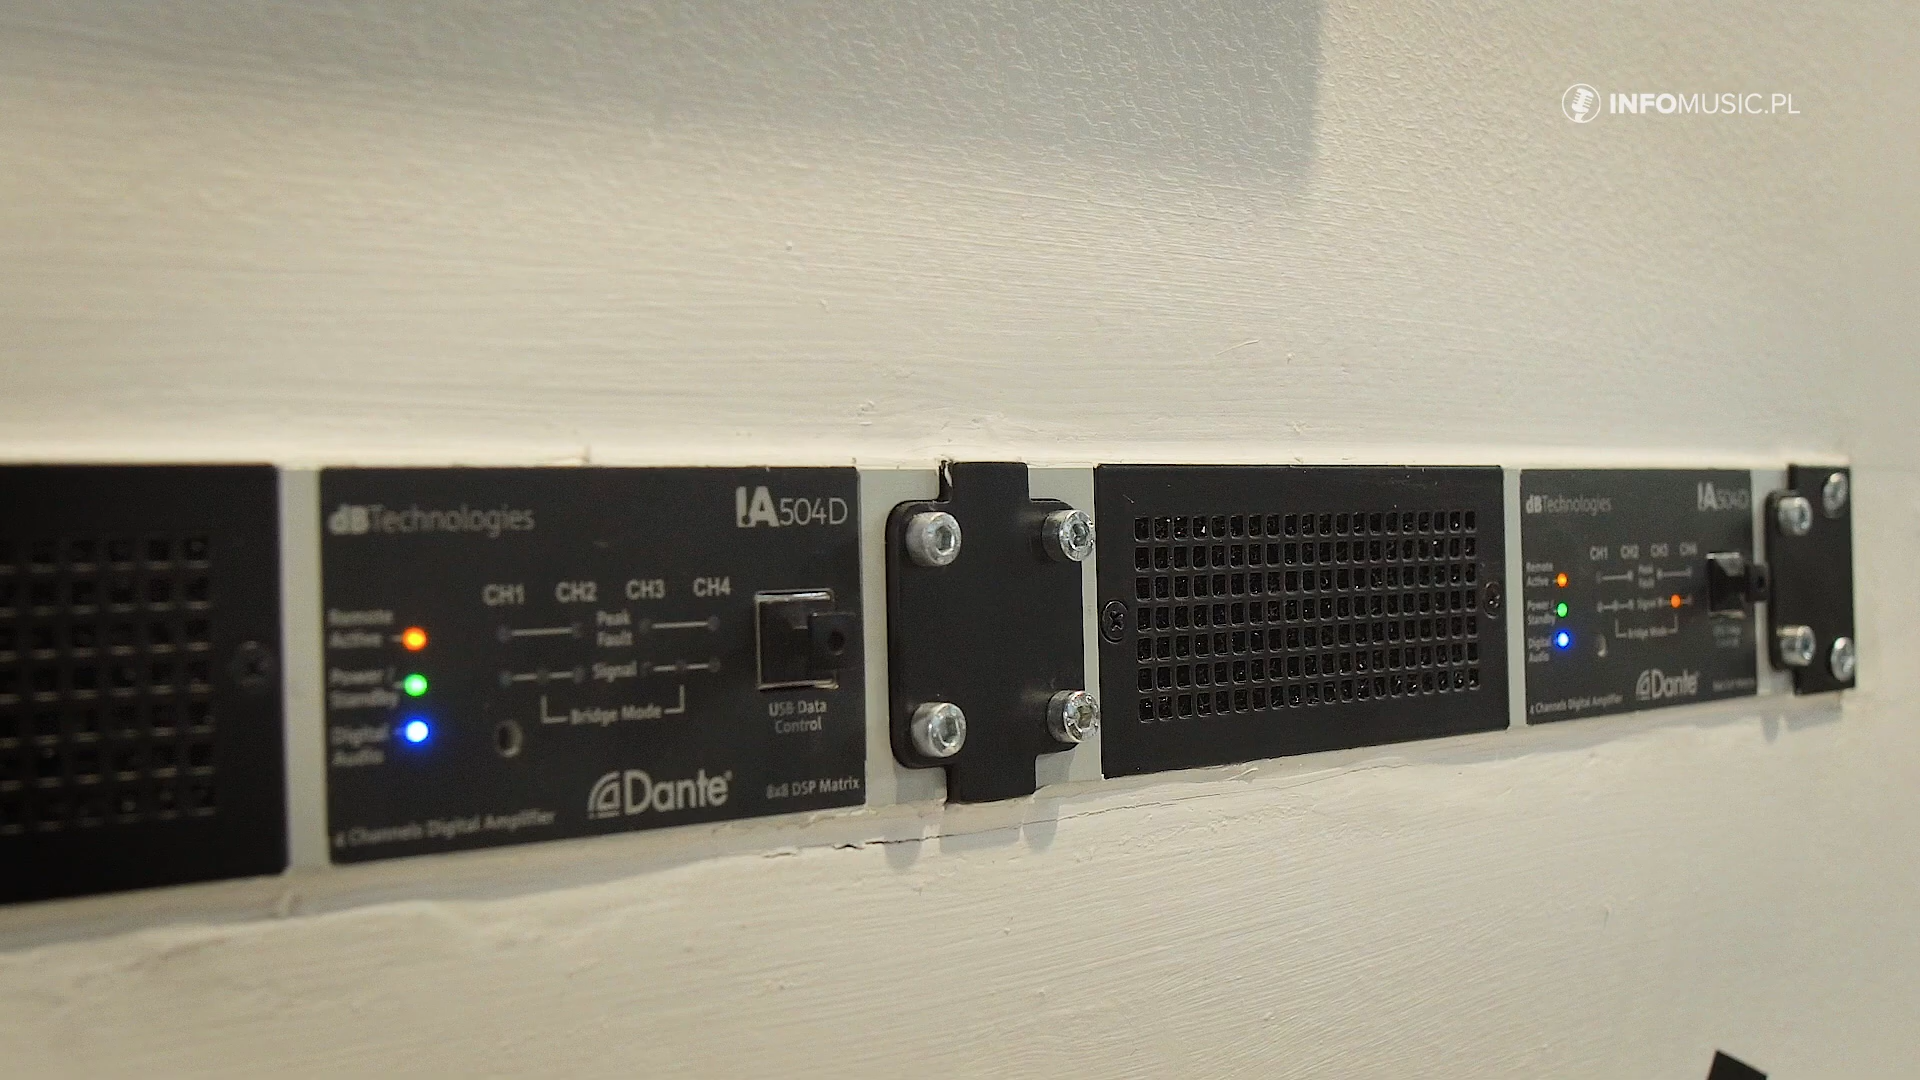 INFOMUSIC.PL
dBTechnologies
IA504D
CH1 CH2 CH3 CH4
Peak
Fault
Remote
Active
Signal
Power /
Standby
Bridge Mode
Digital
Audio
USB Data
Control
Dante
8x8 DSP Matrix
4 Channels Digital Amplifier
dBTechnologies
IA504D
CH1 CH2 CH3 CH4
Peak
Fault
Remote
Active
Signal
Power /
Standby
Bridge Mode
Digital
Audio
Dante
4 Channels Digital Amplifier